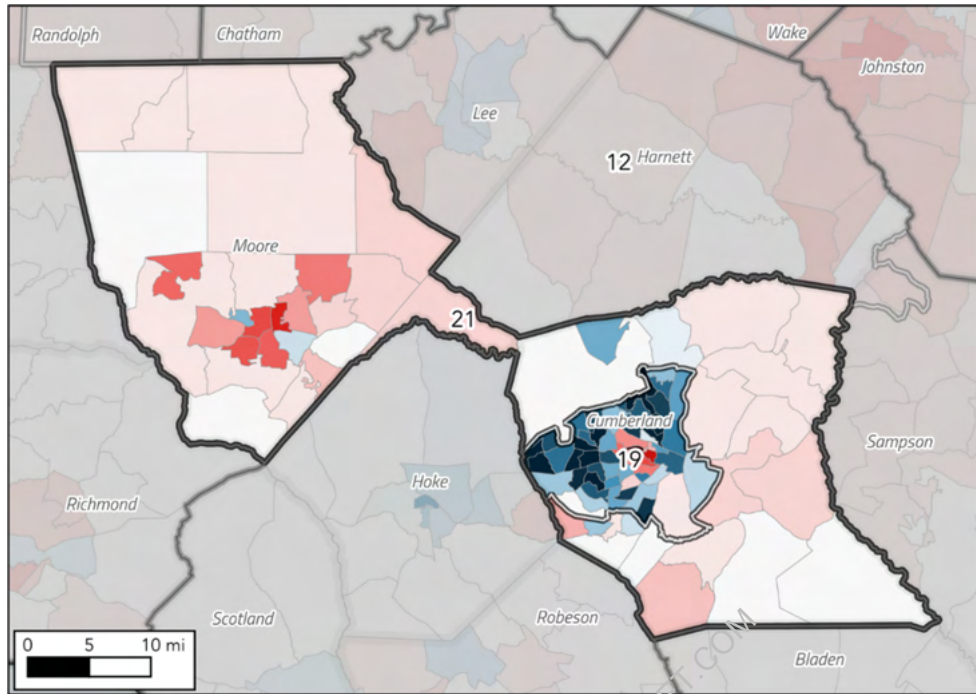 Randolph
Chatham
Wake
Johnston
Lee
12
Harnett
Moore
21
Cumberland
19
Sampson
Hoke
Richmond
Scotland
Robeson
Bladen
0 5 10 mi